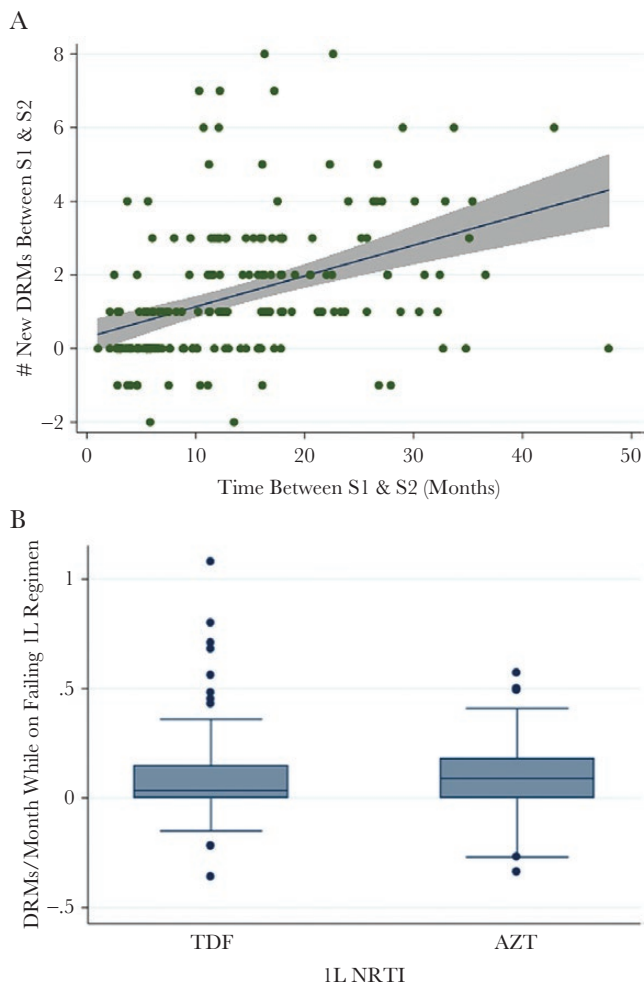 A
# New DRMs Between S1 & S2
8
6
4
2
0
−2
0 10 20 30 40 50
Time Between S1 & S2 (Months)
B
DRMs/Month While on Failing 1L Regimen
1
.5
0
−.5
TDF AZT
1L NRTI